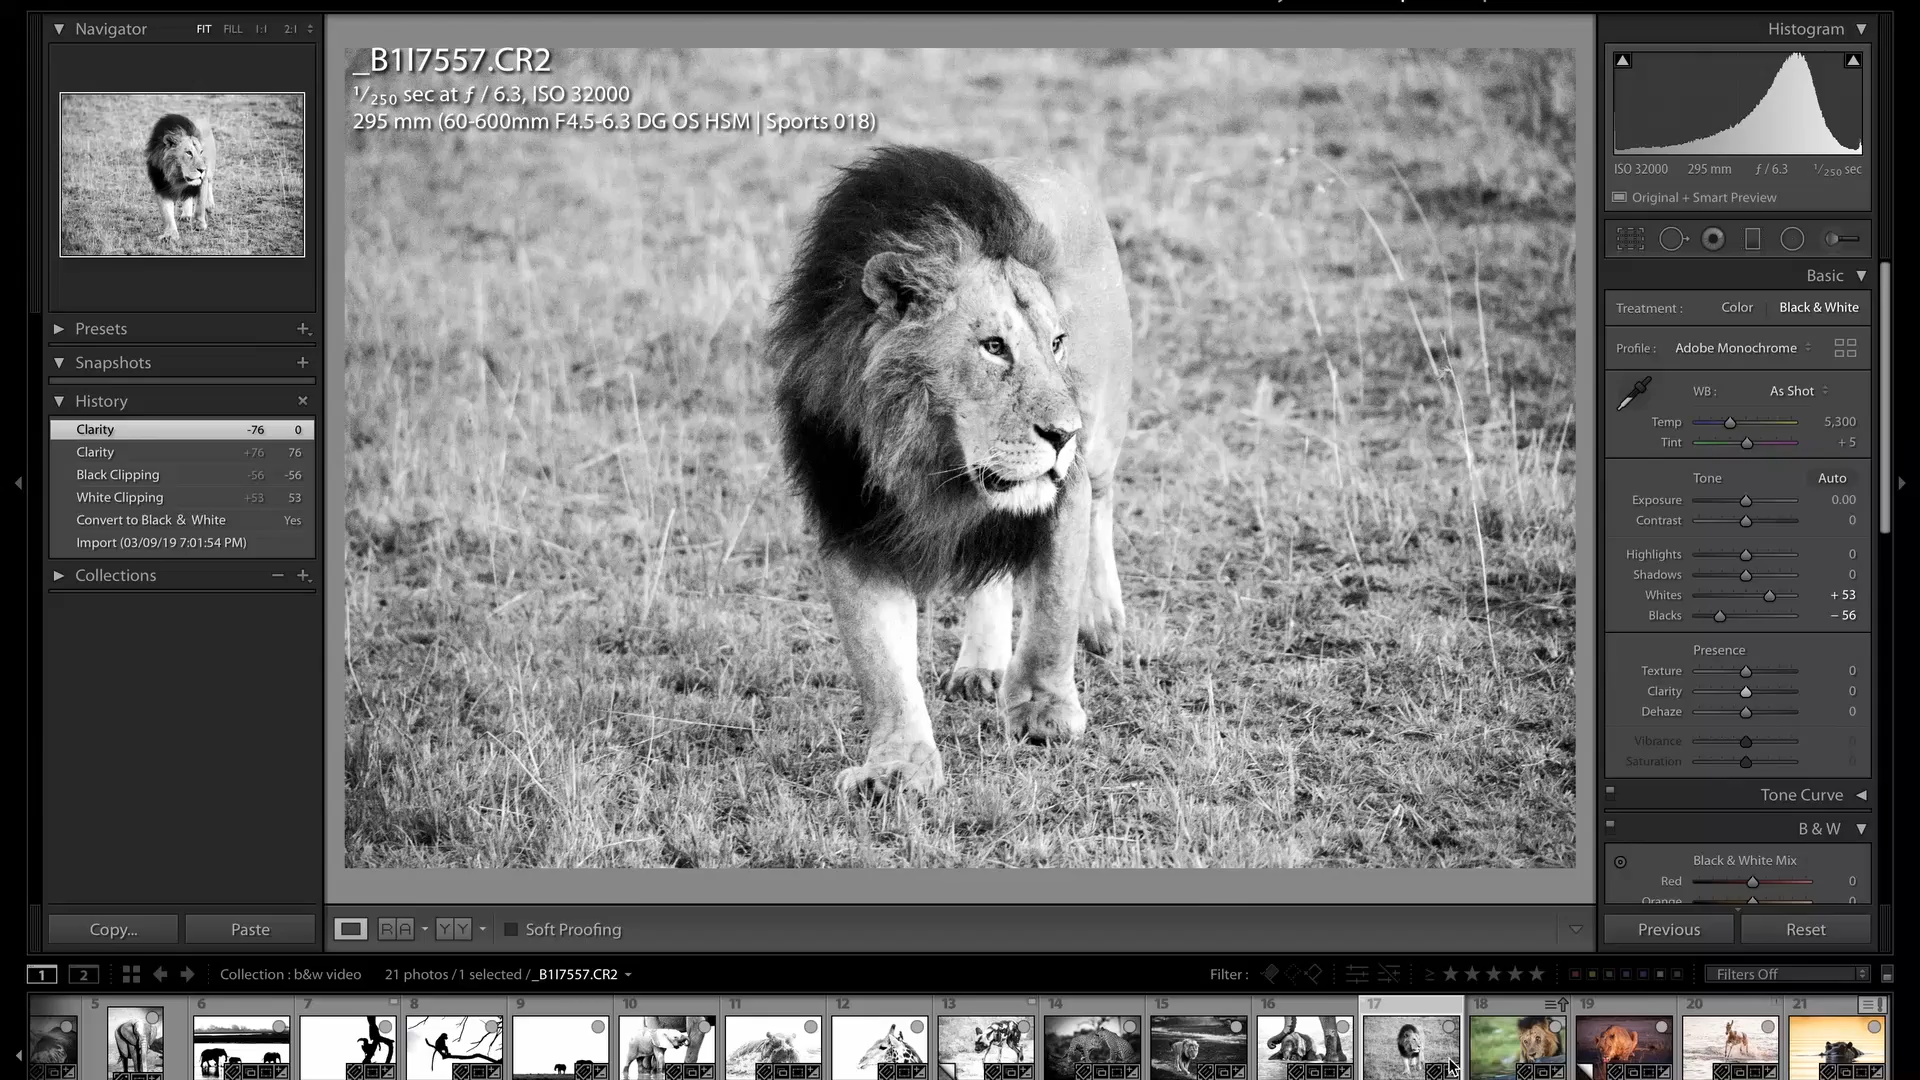 Navigator FIT FILL 1:1 2:1
Presets
Snapshots
History
Clarity -76 0
Clarity +76 76
Black Clipping -56 -56
White Clipping +53 53
Convert to Black & White Yes
Import (03/09/19 7:01:54 PM)
Collections
Copy... Paste
_B1I7557.CR2
1/250 sec at ƒ / 6.3, ISO 32000
295 mm (60-600mm F4.5-6.3 DG OS HSM | Sports 018)
R A Y Y Soft Proofing
Histogram
ISO 32000 295 mm ƒ / 6.3 1/250 sec
Original + Smart Preview
Basic
Treatment : Color Black & White
Profile : Adobe Monochrome
WB : As Shot
Temp 5,300
Tint + 5
Tone Auto
Exposure 0.00
Contrast 0
Highlights 0
Shadows 0
Whites + 53
Blacks – 56
Presence
Texture 0
Clarity 0
Dehaze 0
Vibrance 0
Saturation 0
Tone Curve
B & W
Black & White Mix
Red 0
Orange 0
Previous Reset
1 2 Collection : b&w video 21 photos / 1 selected / _B1I7557.CR2 Filter : ≥ Filters Off
5 6 7 8 9 10 11 12 13 14 15 16 17 18 19 20 21